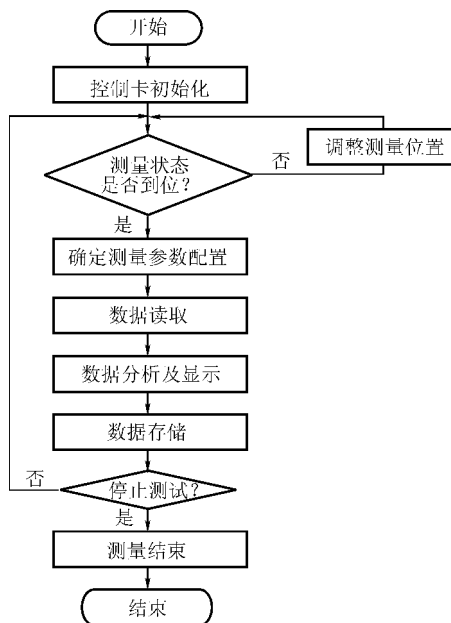 开始
控制卡初始化
测量状态
是否到位?
否
调整测量位置
是
确定测量参数配置
数据读取
数据分析及显示
数据存储
否
停止测试?
是
测量结束
结束